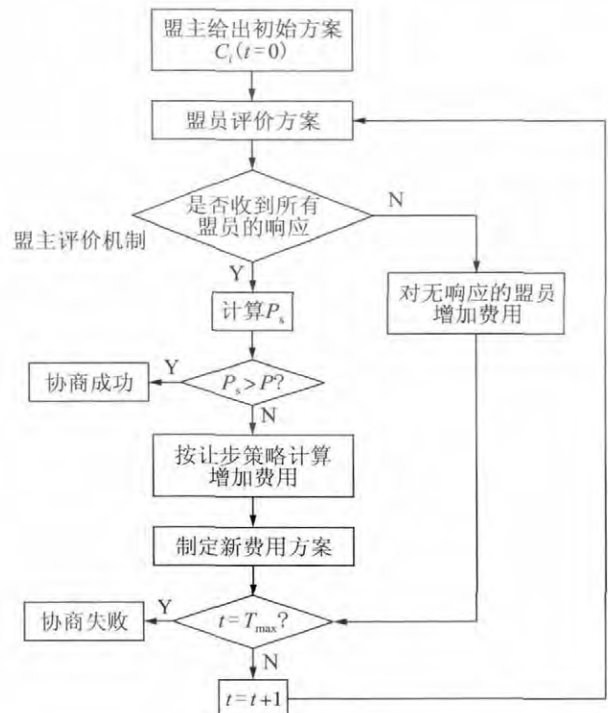 盟主给出初始方案
C_i(t=0)
盟员评价方案
是否收到所有
盟员的响应
N
盟主评价机制
Y
对无响应的盟员
增加费用
计算P_s
Y
协商成功
P_s>P?
N
按让步策略计算
增加费用
制定新费用方案
Y
协商失败
t=T_max?
N
t=t+1